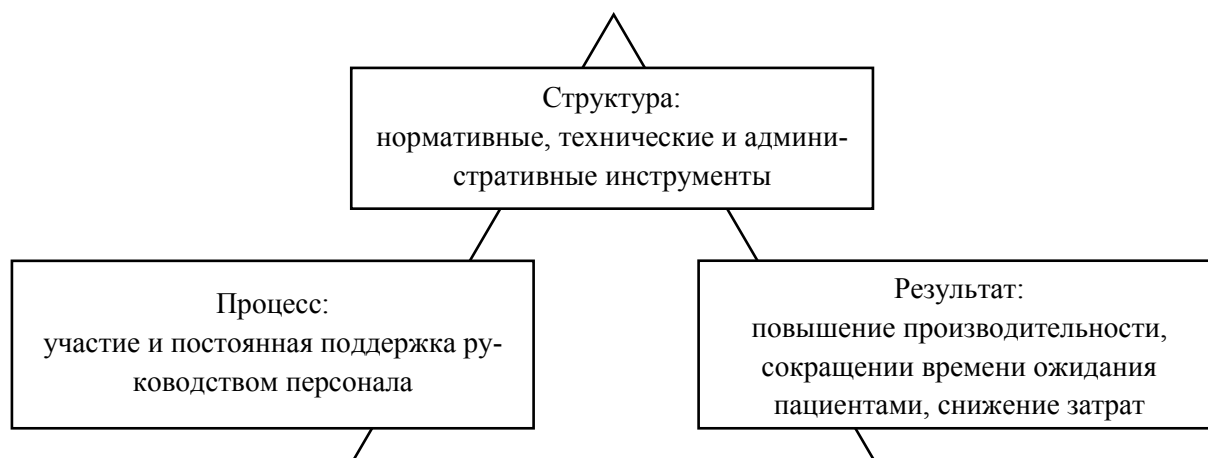 Структура:
нормативные, технические и админи-
стративные инструменты
Процесс:
участие и постоянная поддержка ру-
ководством персонала
Результат:
повышение производительности,
сокращении времени ожидания
пациентами, снижение затрат